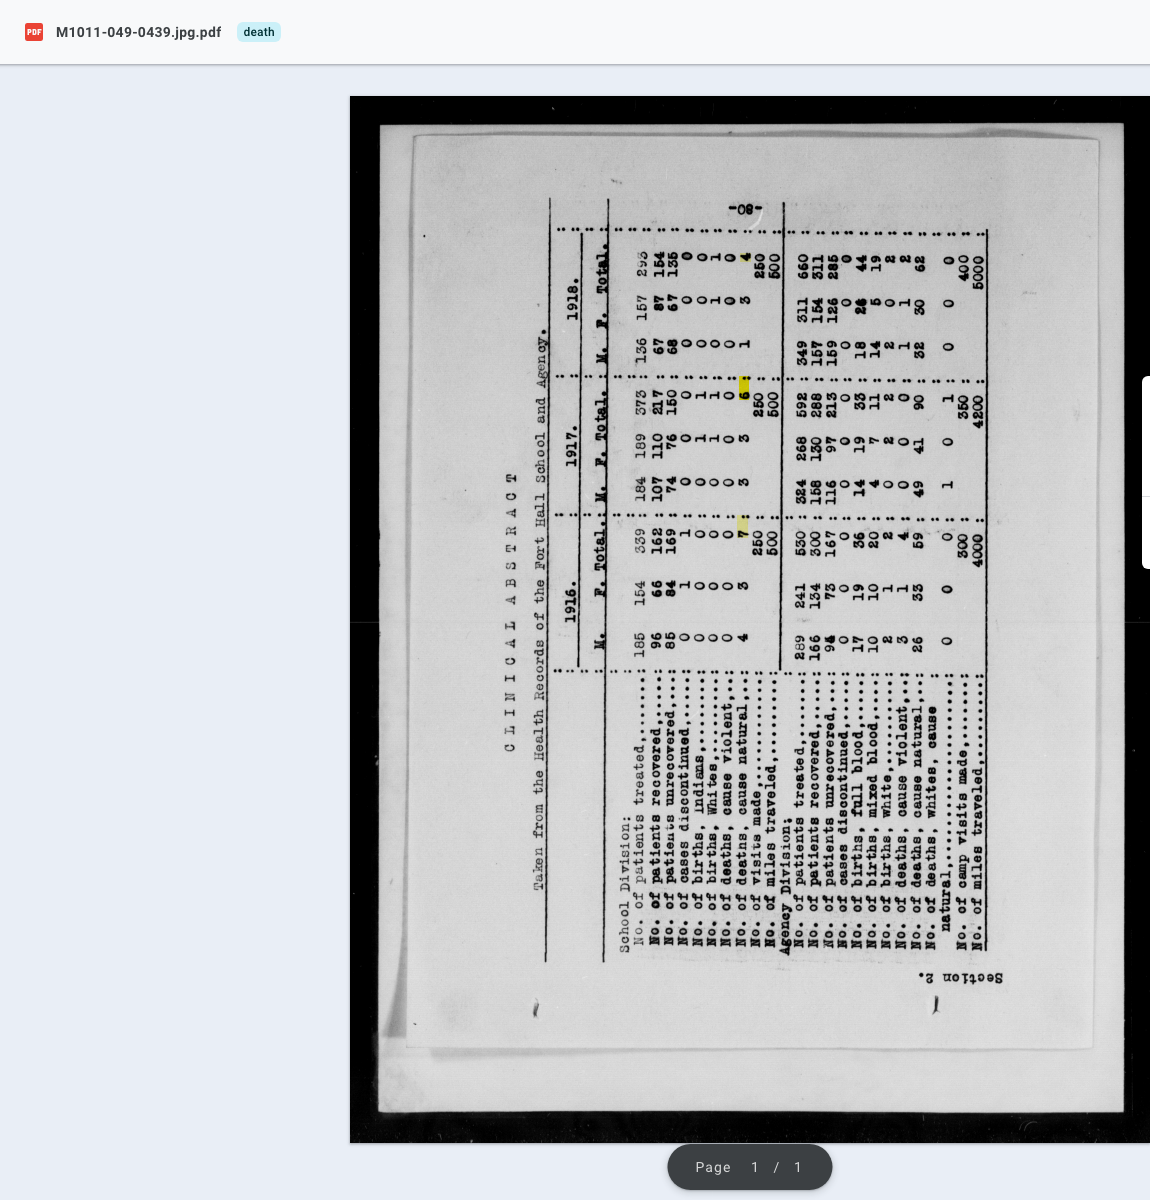 M1011-049-0439.jpg.pdf death
-80-
CLINICAL ABSTRACT
Taken from the Health Records of the Fort Hall School and Agency.
: 1916. : 1917. : 1918. :
: M. F. Total. : M. F. Total. : M. F. Total. :
School Division: : : : :
No. of patients treated,......: 185 154 339 : 184 189 373 : 136 157 293 :
No. of patients recovered,.....: 96 66 162 : 107 110 217 : 67 87 154 :
No. of patients unrecovered,...: 85 84 169 : 74 76 150 : 68 67 135 :
No. of cases discontinued,.....: 0 1 1 : 0 0 0 : 0 0 0 :
No. of births, Indians,........: 0 0 0 : 0 1 1 : 0 0 0 :
No. of births, Whites,.........: 0 0 0 : 0 1 1 : 0 1 1 :
No. of deaths, cause violent,..: 0 0 0 : 0 0 0 : 0 0 0 :
No. of deaths, cause natural,..: 4 3 7 : 3 3 6 : 1 3 4 :
No. of visits made,............: 250 : 250 : 250 :
No. of miles traveled,.........: 500 : 500 : 500 :
Agency Division: : : : :
No. of patients treated,.......: 289 241 530 : 324 268 592 : 349 311 660 :
No. of patients recovered,.....: 166 134 300 : 158 130 288 : 157 154 311 :
No. of patients unrecovered,...: 94 73 167 : 116 97 213 : 159 126 285 :
No. of cases discontinued,.....: 0 0 0 : 0 0 0 : 0 0 0 :
No. of births, full blood,.....: 17 19 36 : 14 19 33 : 18 26 44 :
No. of births, mixed blood,....: 10 10 20 : 4 7 11 : 14 5 19 :
No. of births, white,..........: 2 1 2 : 0 2 2 : 2 0 2 :
No. of deaths, cause violent,..: 3 1 4 : 0 0 0 : 1 1 2 :
No. of deaths, cause natural,..: 26 33 59 : 49 41 90 : 32 30 62 :
No. of deaths, whites, cause : : : :
natural,.....................: 0 0 0 : 1 0 1 : 0 0 0 :
No. of camp visits made,.......: 300 : 350 : 400 :
No. of miles traveled,.........: 4000 : 4200 : 5000 :
Section 2.
Page 1 / 1